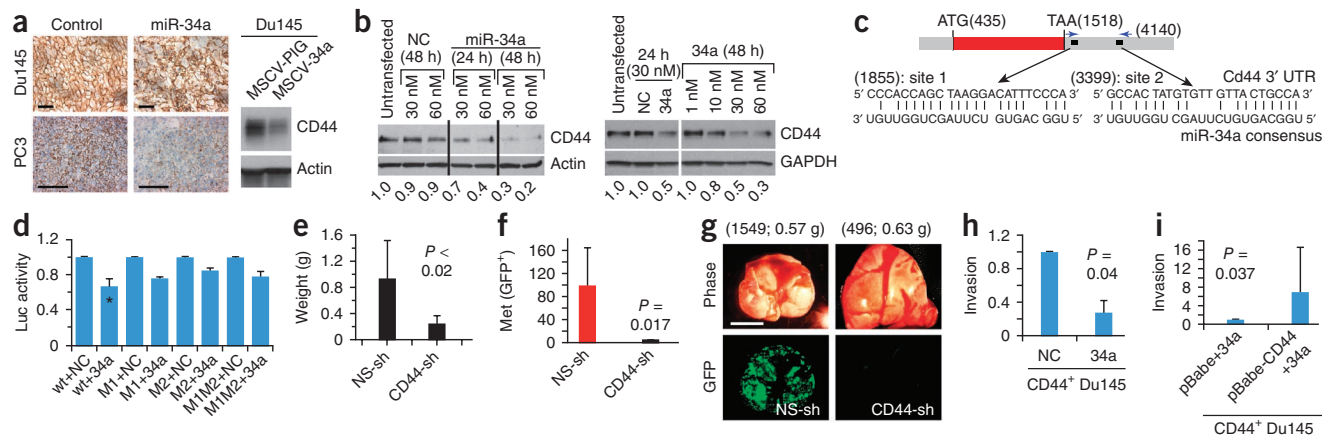 a
Control
miR-34a
Du145
PC3
Du145
MSCV-PIG
MSCV-34a
CD44
Actin
b
Untransfected
NC
(48 h)
30 nM
60 nM
miR-34a
(24 h)
(48 h)
30 nM
60 nM
30 nM
60 nM
CD44
Actin
1.0
0.9
0.9
0.7
0.4
0.3
0.2
Untransfected
24 h
(30 nM)
NC
34a
34a (48 h)
1 nM
10 nM
30 nM
60 nM
CD44
GAPDH
1.0
1.0
0.5
1.0
0.8
0.5
0.3
c
ATG(435)
TAA(1518)
(4140)
(1855): site 1
(3399): site 2
Cd44 3′ UTR
5′ CCCACCAGC TAAGGACATTTCCCA 3′
5′ GCCAC TATGTGTT GTTA CTGCCA 3′
3′ UGUUGGUCGAUUCU GUGACGGU 5′
3′ UGUUGGU CGAUUCUGUGACGGU 5′
miR-34a consensus
d
Luc activity
1.2
1
0.8
0.6
0.4
0.2
0
*
wt+NC
wt+34a
M1+NC
M1+34a
M2+NC
M2+34a
M1M2+NC
M1M2+34a
e
Weight (g)
2
1.6
1.2
0.8
0.4
0
P <
0.02
NS-sh
CD44-sh
f
Met (GFP+)
160
120
80
40
0
P =
0.017
NS-sh
CD44-sh
g
(1549; 0.57 g)
(496; 0.63 g)
Phase
GFP
NS-sh
CD44-sh
h
Invasion
1.2
0.8
0.4
0
P =
0.04
NC
34a
CD44+ Du145
i
Invasion
18
16
12
8
4
0
P =
0.037
pBabe+34a
pBabe-CD44
+34a
CD44+ Du145